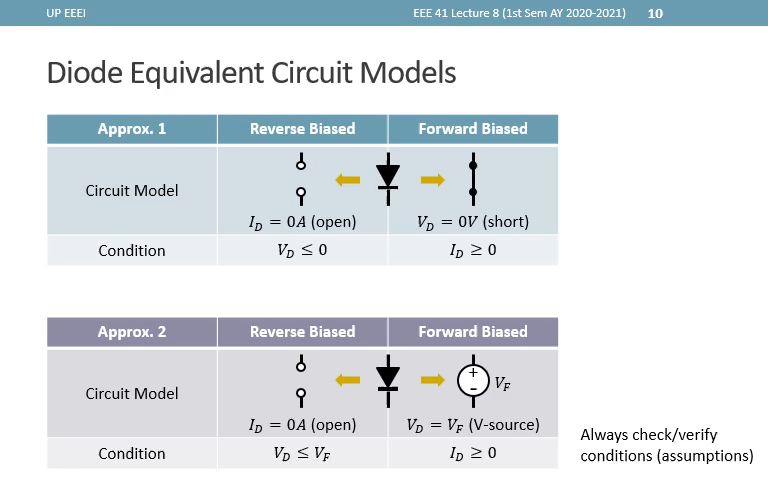 UP EEEI
EEE 41 Lecture 8 (1st Sem AY 2020-2021) 10
Diode Equivalent Circuit Models
Approx. 1 Reverse Biased Forward Biased
Circuit Model
I_D = 0A (open) V_D = 0V (short)
Condition V_D ≤ 0 I_D ≥ 0
Approx. 2 Reverse Biased Forward Biased
+
Circuit Model V_F
-
I_D = 0A (open) V_D = V_F (V-source)
Condition V_D ≤ V_F I_D ≥ 0
Always check/verify
conditions (assumptions)